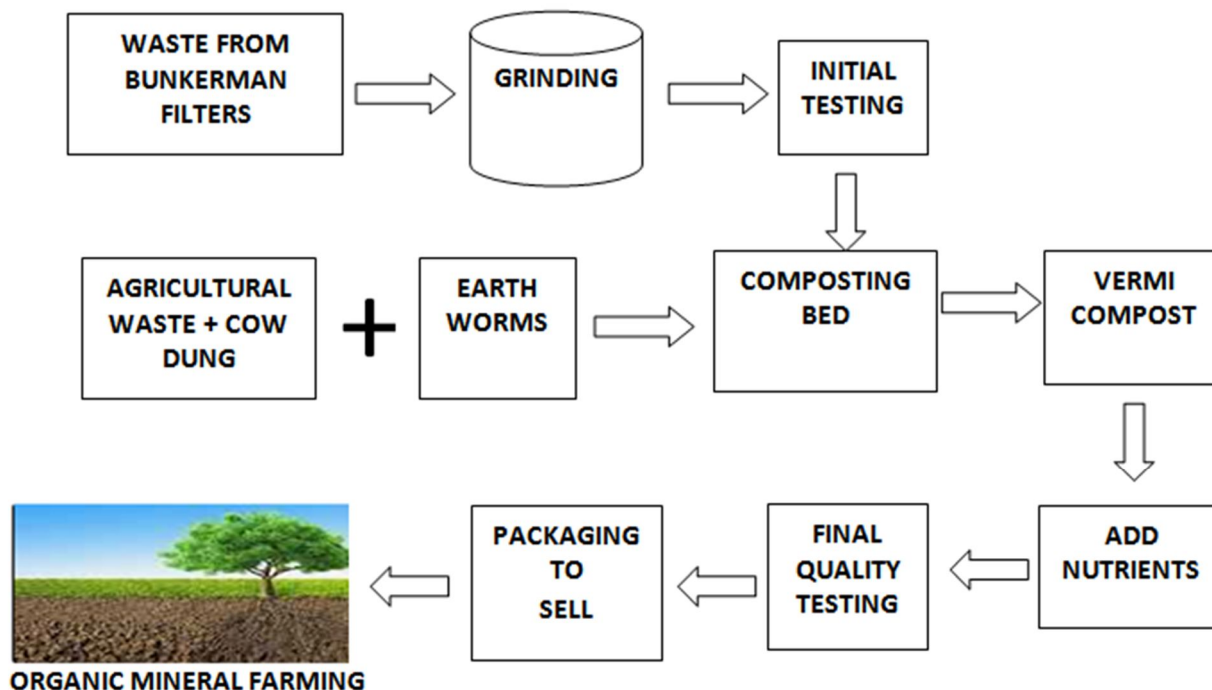 WASTE FROM
BUNKERMAN
FILTERS
GRINDING
INITIAL
TESTING
AGRICULTURAL
WASTE + COW
DUNG
+
EARTH
WORMS
COMPOSTING
BED
VERMI
COMPOST
ORGANIC MINERAL FARMING
PACKAGING
TO
SELL
FINAL
QUALITY
TESTING
ADD
NUTRIENTS